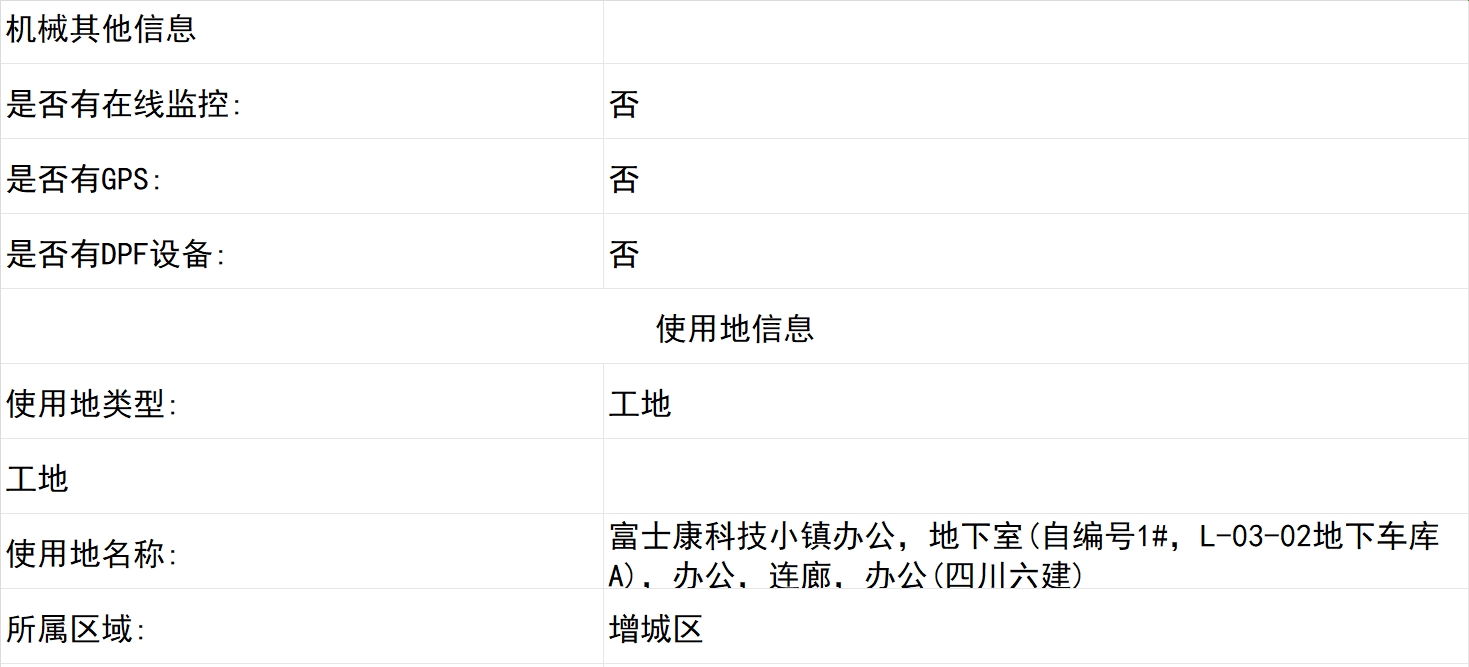 机械其他信息
是否有在线监控: 否
是否有GPS: 否
是否有DPF设备: 否
使用地信息
使用地类型: 工地
工地
使用地名称: 富士康科技小镇办公，地下室(自编号1#，L-03-02地下车库
A)，办公，连廊，办公(四川六建)
所属区域: 增城区